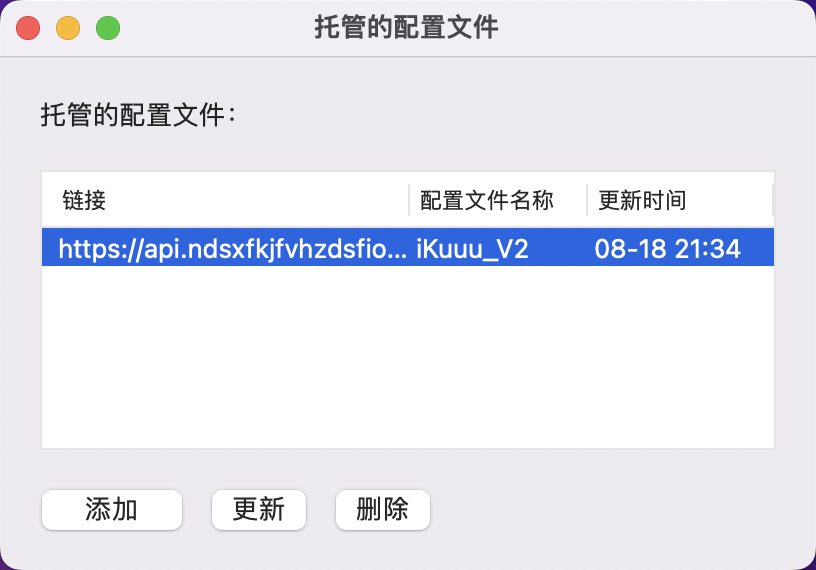 托管的配置文件
托管的配置文件：
链接 配置文件名称 更新时间
https://api.ndsxfkjfvhzdsfio... iKuuu_V2 08-18 21:34
添加 更新 删除